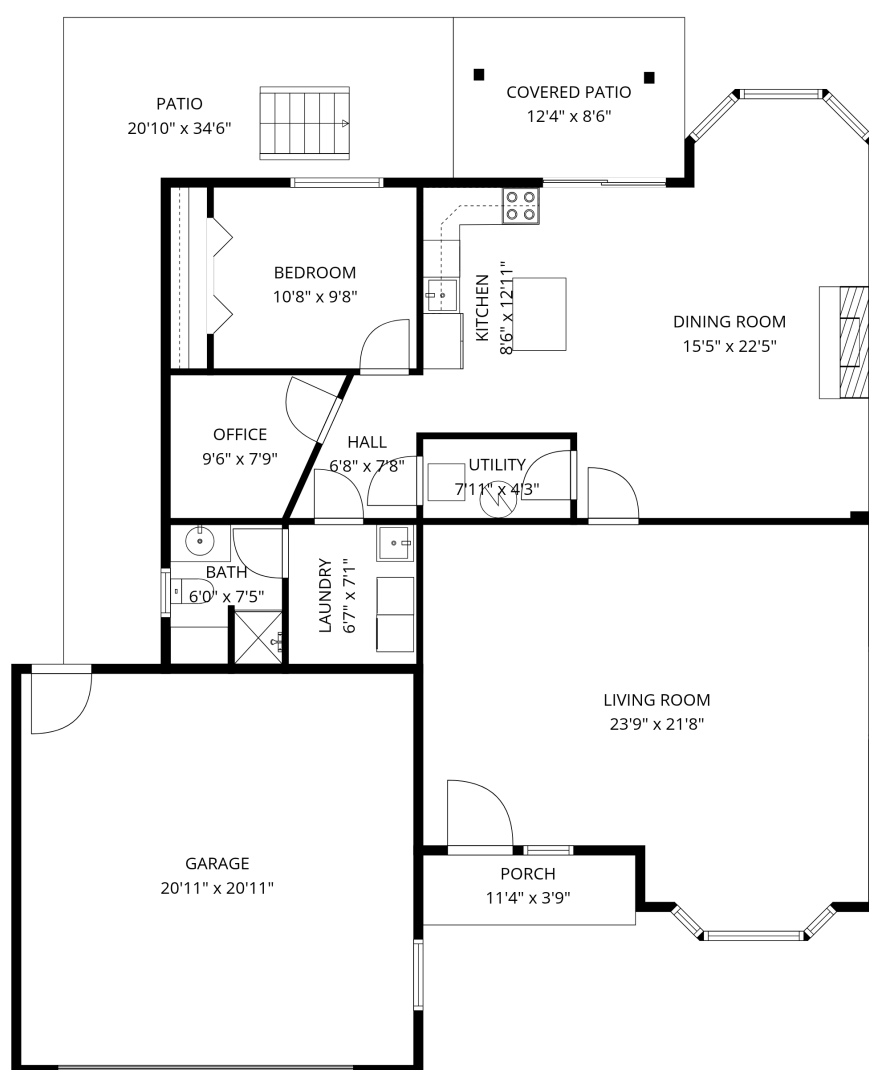 PATIO
20'10" x 34'6"
COVERED PATIO
12'4" x 8'6"
BEDROOM
10'8" x 9'8"
KITCHEN
8'6" x 12'11"
DINING ROOM
15'5" x 22'5"
OFFICE
9'6" x 7'9"
HALL
6'8" x 7'8"
UTILITY
7'11" x 4'3"
BATH
6'0" x 7'5"
LAUNDRY
6'7" x 7'1"
LIVING ROOM
23'9" x 21'8"
GARAGE
20'11" x 20'11"
PORCH
11'4" x 3'9"